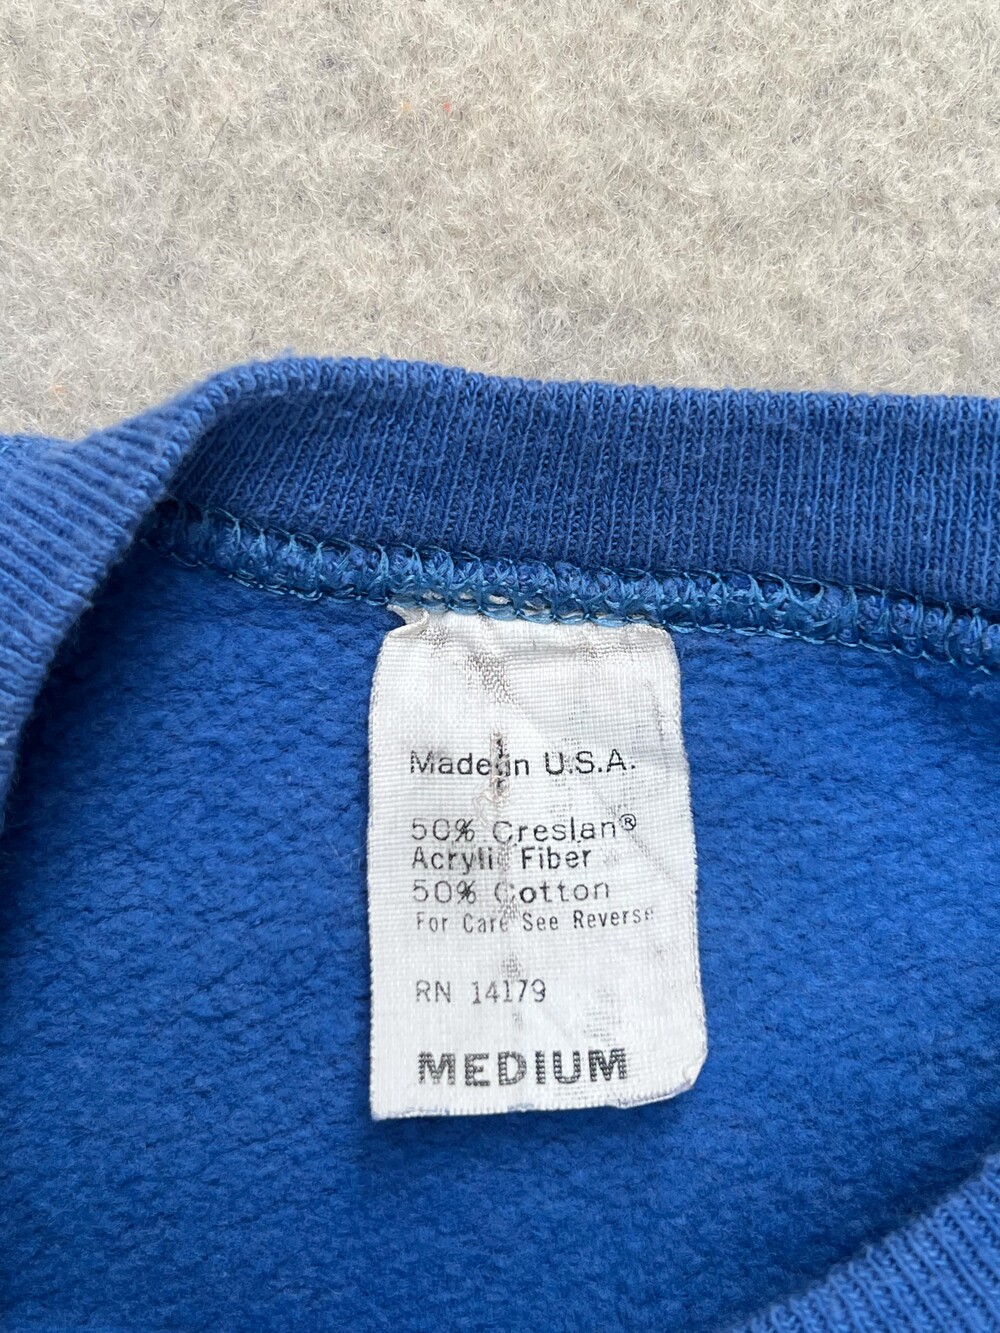 Made in U.S.A.
50% Creslan®
Acrylic Fiber
50% Cotton
For Care See Reverse
RN 14179
MEDIUM